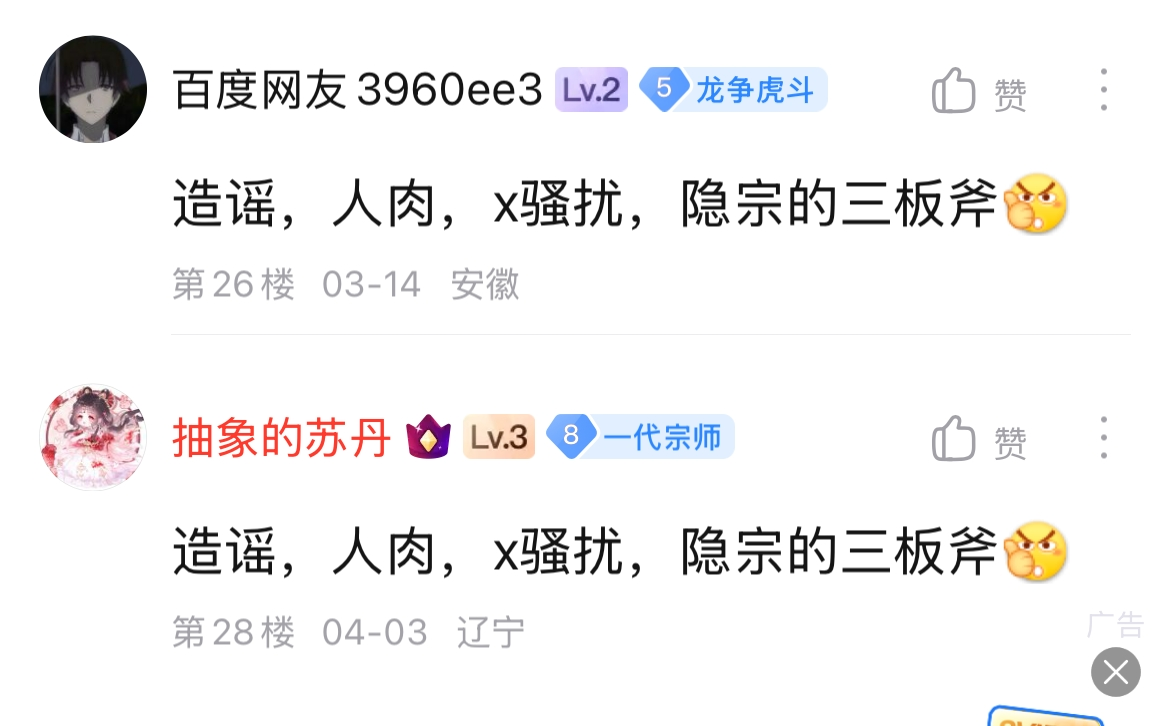 百度网友3960ee3 Lv.2 5 龙争虎斗 赞
造谣，人肉，x骚扰，隐宗的三板斧
第26楼 03-14 安徽
抽象的苏丹 Lv.3 8 一代宗师 赞
造谣，人肉，x骚扰，隐宗的三板斧
第28楼 04-03 辽宁
广告